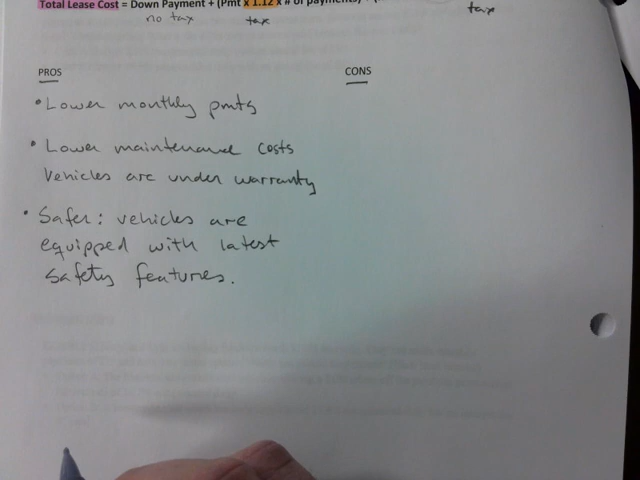 Total Lease Cost = Down Payment + (Pmt x 1.12 x # of payments) + (
no tax tax tax
PROS CONS
• Lower monthly pmts
• Lower maintenance costs
Vehicles are under warranty
• Safer: vehicles are
equipped with latest
safety features.